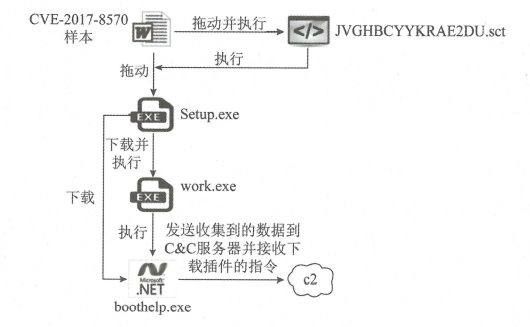 CVE-2017-8570
样本
拖动并执行
JVGHBCYYKRAE2DU.sct
执行
拖动
EXE
Setup.exe
下载并
执行
下载
EXE
work.exe
执行
发送收集到的数据到
C&C服务器并接收下
载插件的指令
Microsoft
.NET
c2
boothelp.exe